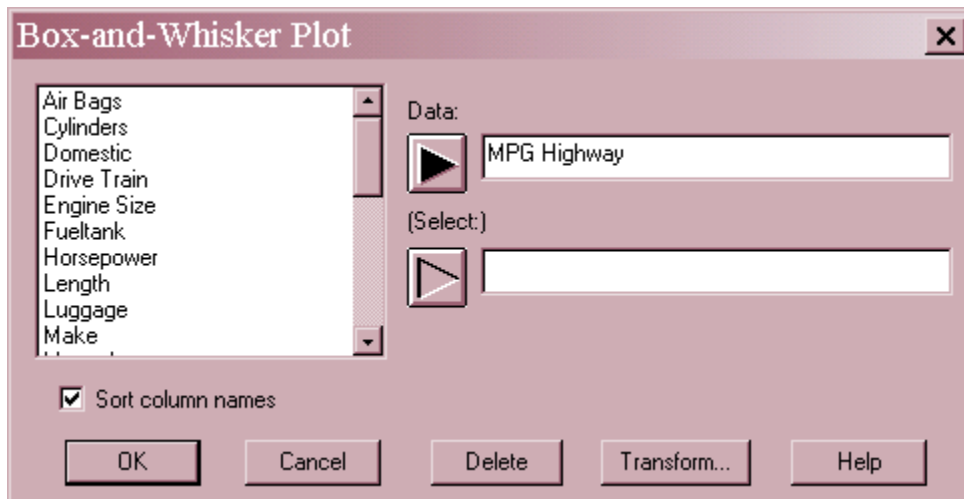 Box-and-Whisker Plot
Air Bags
Cylinders
Domestic
Drive Train
Engine Size
Fueltank
Horsepower
Length
Luggage
Make
Data:
MPG Highway
(Select:)
Sort column names
OK
Cancel
Delete
Transform...
Help